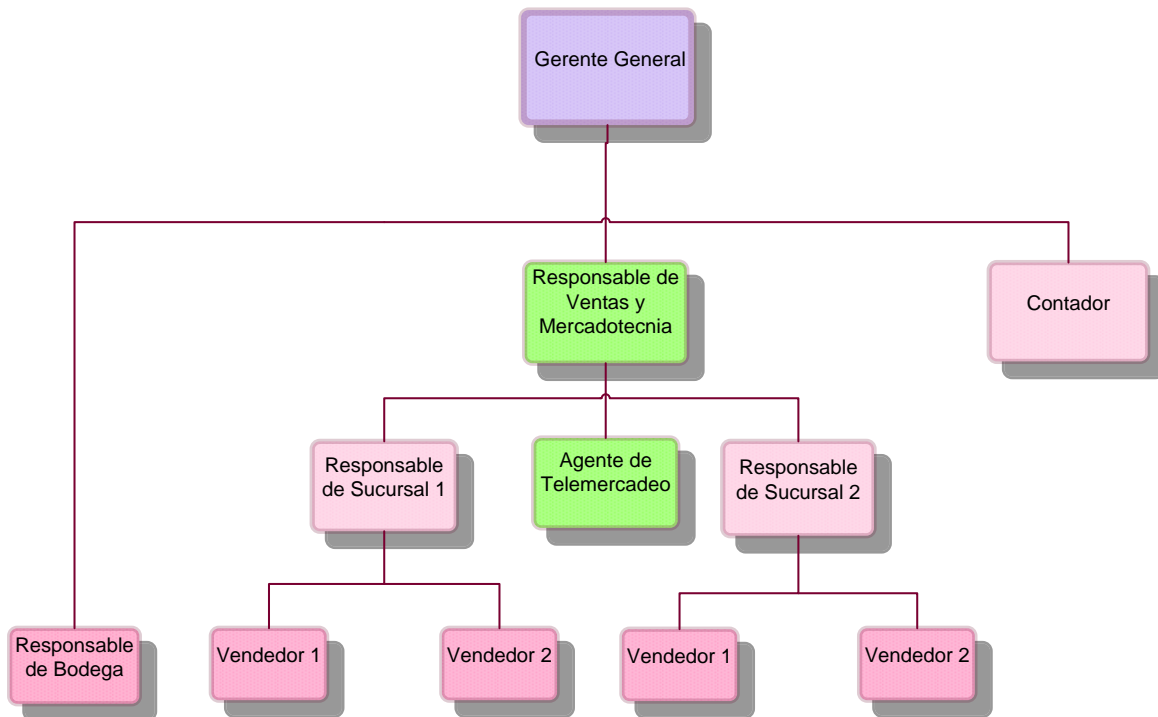 Gerente General
Responsable de
Ventas y
Mercadotecnia
Contador
Responsable
de Sucursal 1
Agente de
Telemercadeo
Responsable
de Sucursal 2
Responsable
de Bodega
Vendedor 1
Vendedor 2
Vendedor 1
Vendedor 2